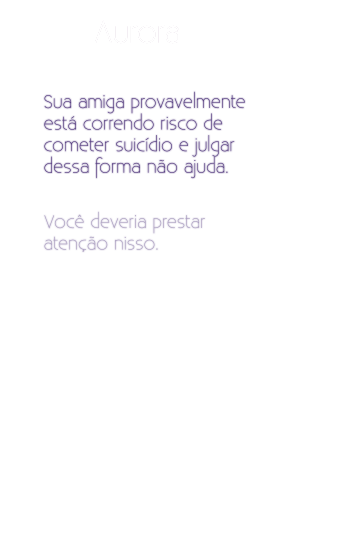 Aurora
Sua amiga provavelmente
está correndo risco de
cometer suicídio e julgar
dessa forma não ajuda.
Você deveria prestar
atenção nisso.